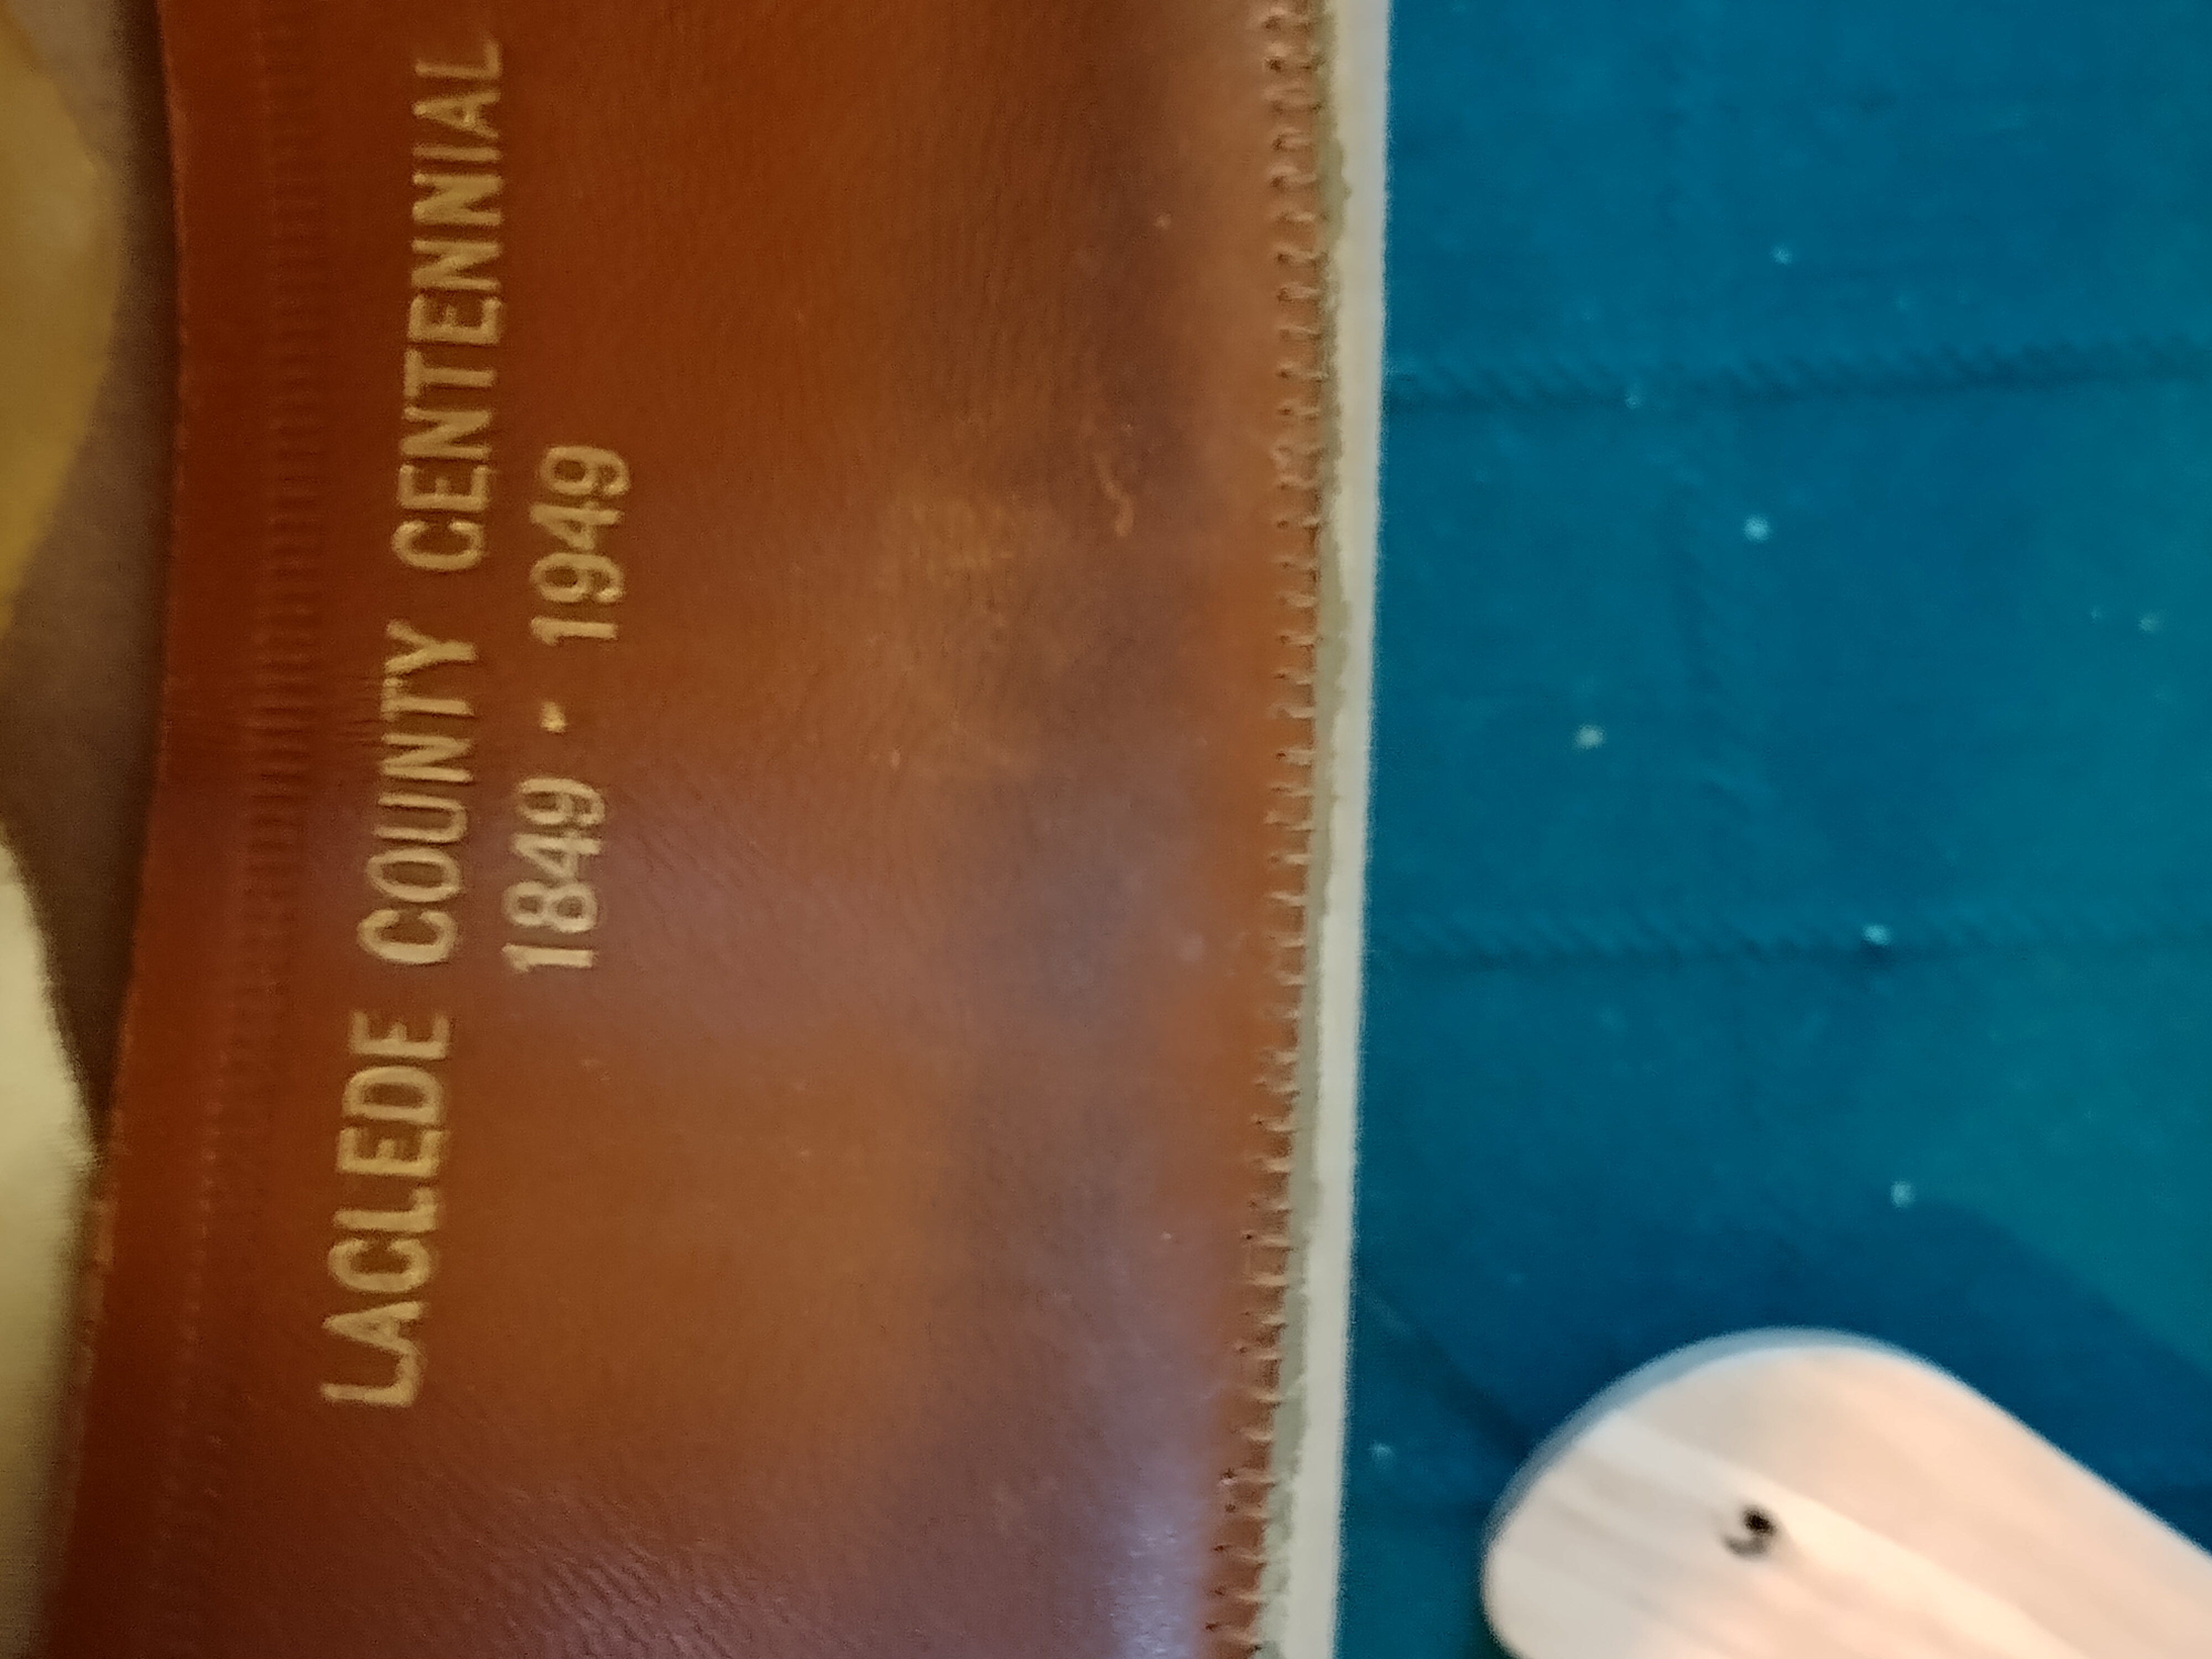 LACLEDE COUNTY CENTENNIAL
1849 - 1949